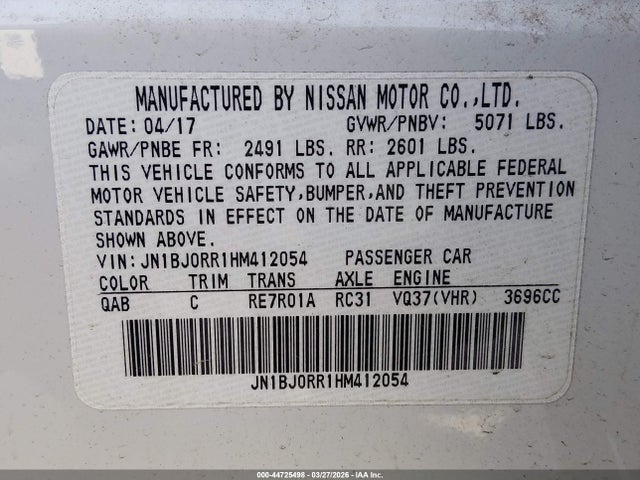 MANUFACTURED BY NISSAN MOTOR CO.,LTD.
DATE: 04/17 GVWR/PNBV: 5071 LBS.
GAWR/PNBE FR: 2491 LBS. RR: 2601 LBS.
THIS VEHICLE CONFORMS TO ALL APPLICABLE FEDERAL
MOTOR VEHICLE SAFETY,BUMPER,AND THEFT PREVENTION
STANDARDS IN EFFECT ON THE DATE OF MANUFACTURE
SHOWN ABOVE.
VIN: JN1BJ0RR1HM412054 PASSENGER CAR
COLOR TRIM TRANS AXLE ENGINE
QAB C RE7R01A RC31 VQ37(VHR) 3696CC
JN1BJ0RR1HM412054
000-44725498 - 03/27/2026 - IAA Inc.